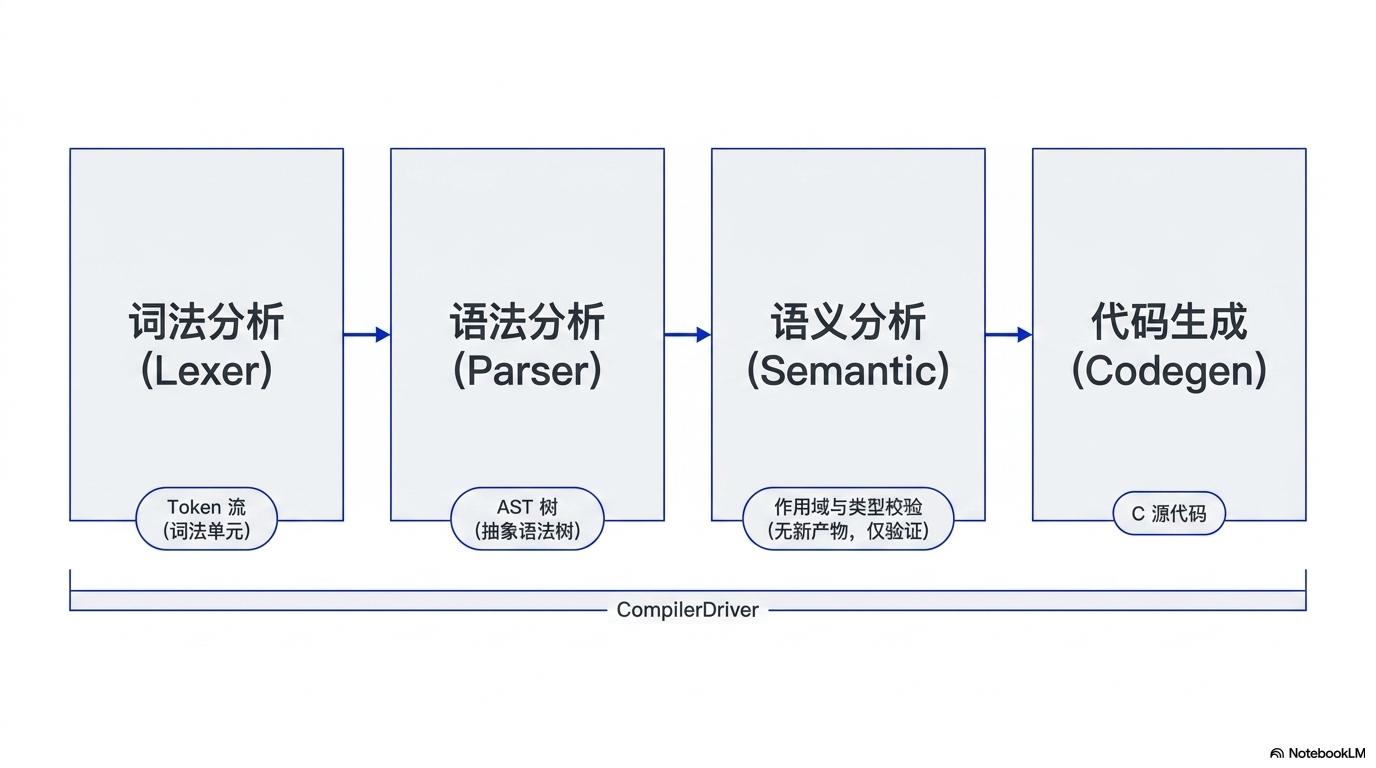 词法分析
(Lexer)
Token 流
(词法单元)
语法分析
(Parser)
AST 树
(抽象语法树)
语义分析
(Semantic)
作用域与类型校验
(无新产物，仅验证)
代码生成
(Codegen)
C 源代码
CompilerDriver
NotebookLM